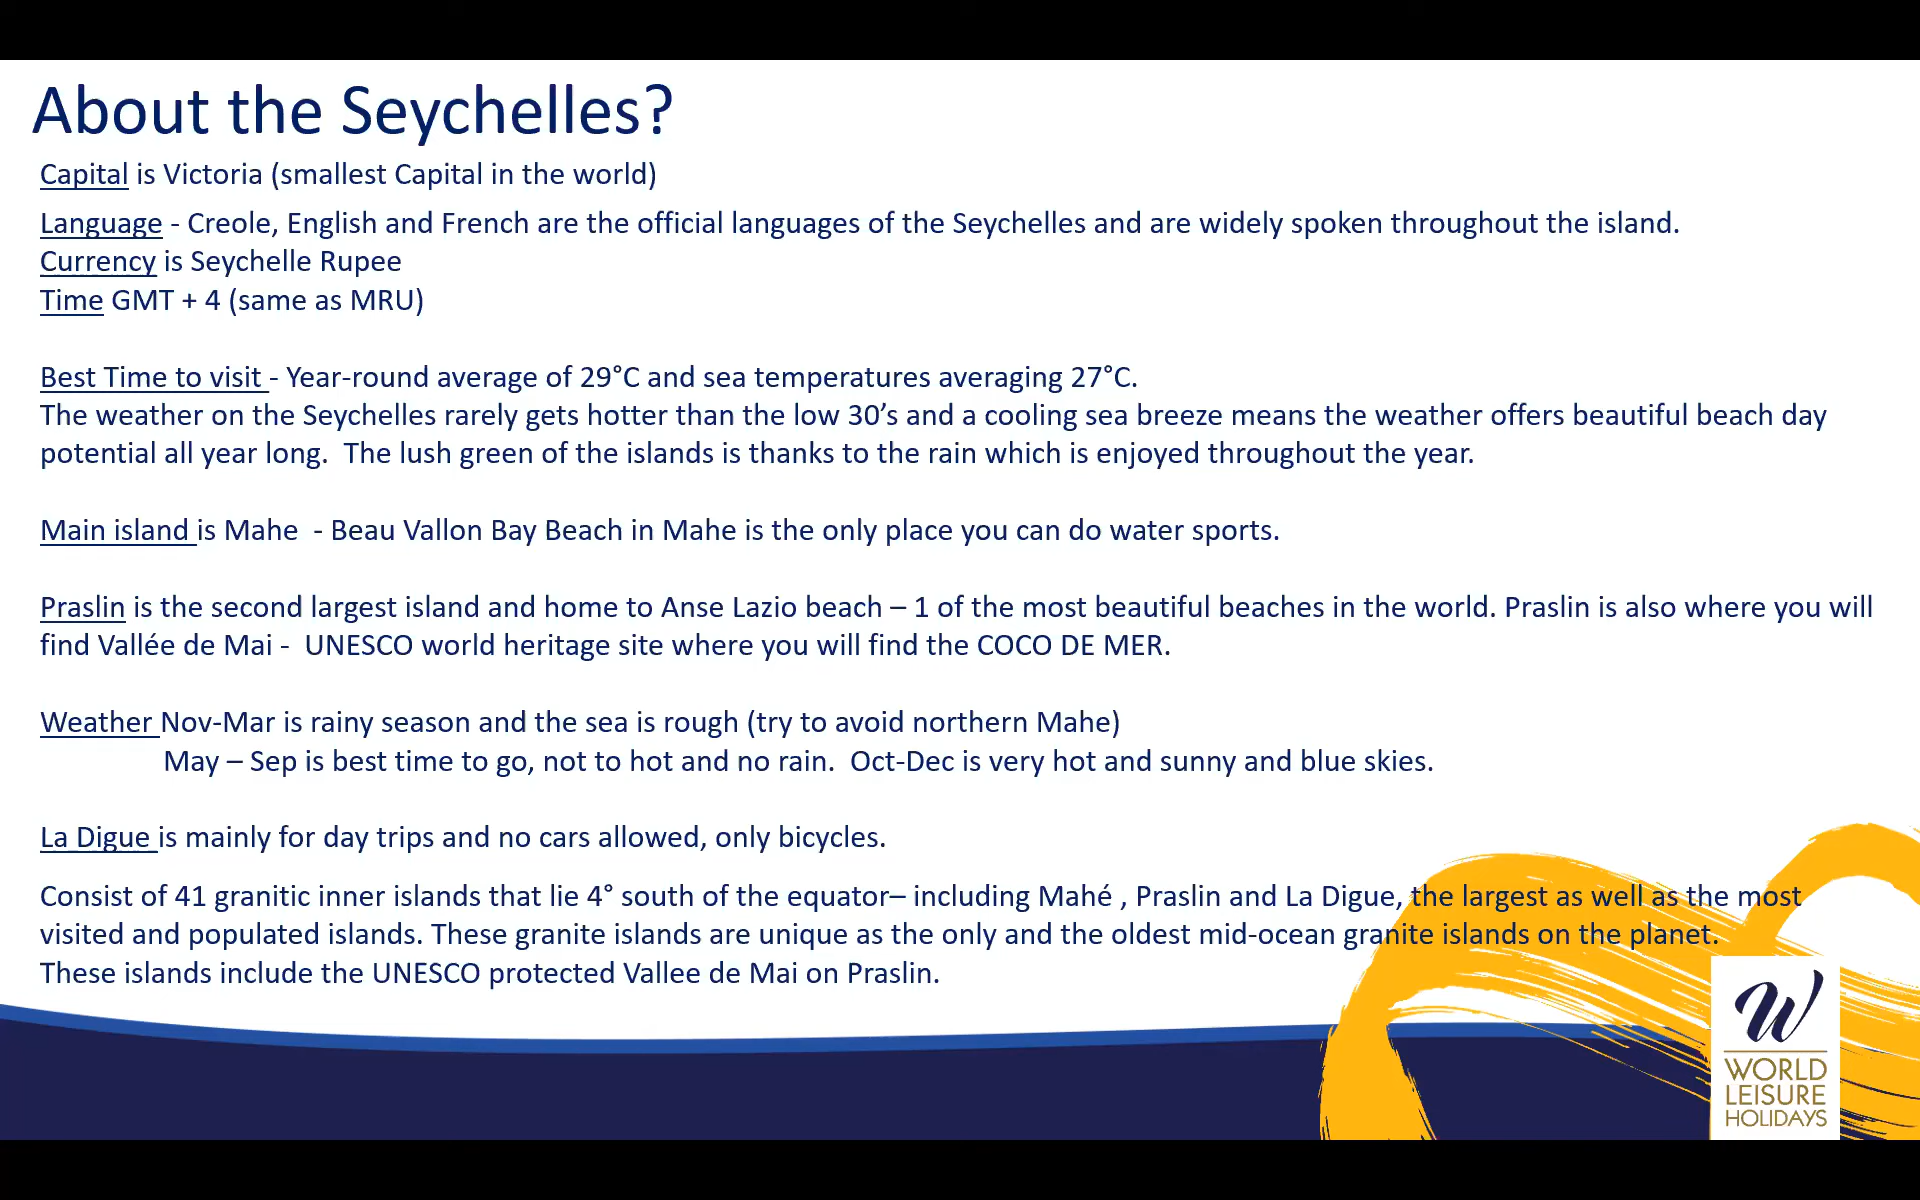 About the Seychelles?
Capital is Victoria (smallest Capital in the world)
Language - Creole, English and French are the official languages of the Seychelles and are widely spoken throughout the island.
Currency is Seychelle Rupee
Time GMT + 4 (same as MRU)
Best Time to visit - Year-round average of 29°C and sea temperatures averaging 27°C.
The weather on the Seychelles rarely gets hotter than the low 30’s and a cooling sea breeze means the weather offers beautiful beach day
potential all year long.  The lush green of the islands is thanks to the rain which is enjoyed throughout the year.
Main island is Mahe  - Beau Vallon Bay Beach in Mahe is the only place you can do water sports.
Praslin is the second largest island and home to Anse Lazio beach – 1 of the most beautiful beaches in the world. Praslin is also where you will
find Vallée de Mai -  UNESCO world heritage site where you will find the COCO DE MER.
Weather Nov-Mar is rainy season and the sea is rough (try to avoid northern Mahe)
May – Sep is best time to go, not to hot and no rain.  Oct-Dec is very hot and sunny and blue skies.
La Digue is mainly for day trips and no cars allowed, only bicycles.
Consist of 41 granitic inner islands that lie 4° south of the equator– including Mahé , Praslin and La Digue, the largest as well as the most
visited and populated islands. These granite islands are unique as the only and the oldest mid-ocean granite islands on the planet.
These islands include the UNESCO protected Vallee de Mai on Praslin.
W
WORLD
LEISURE
HOLIDAYS